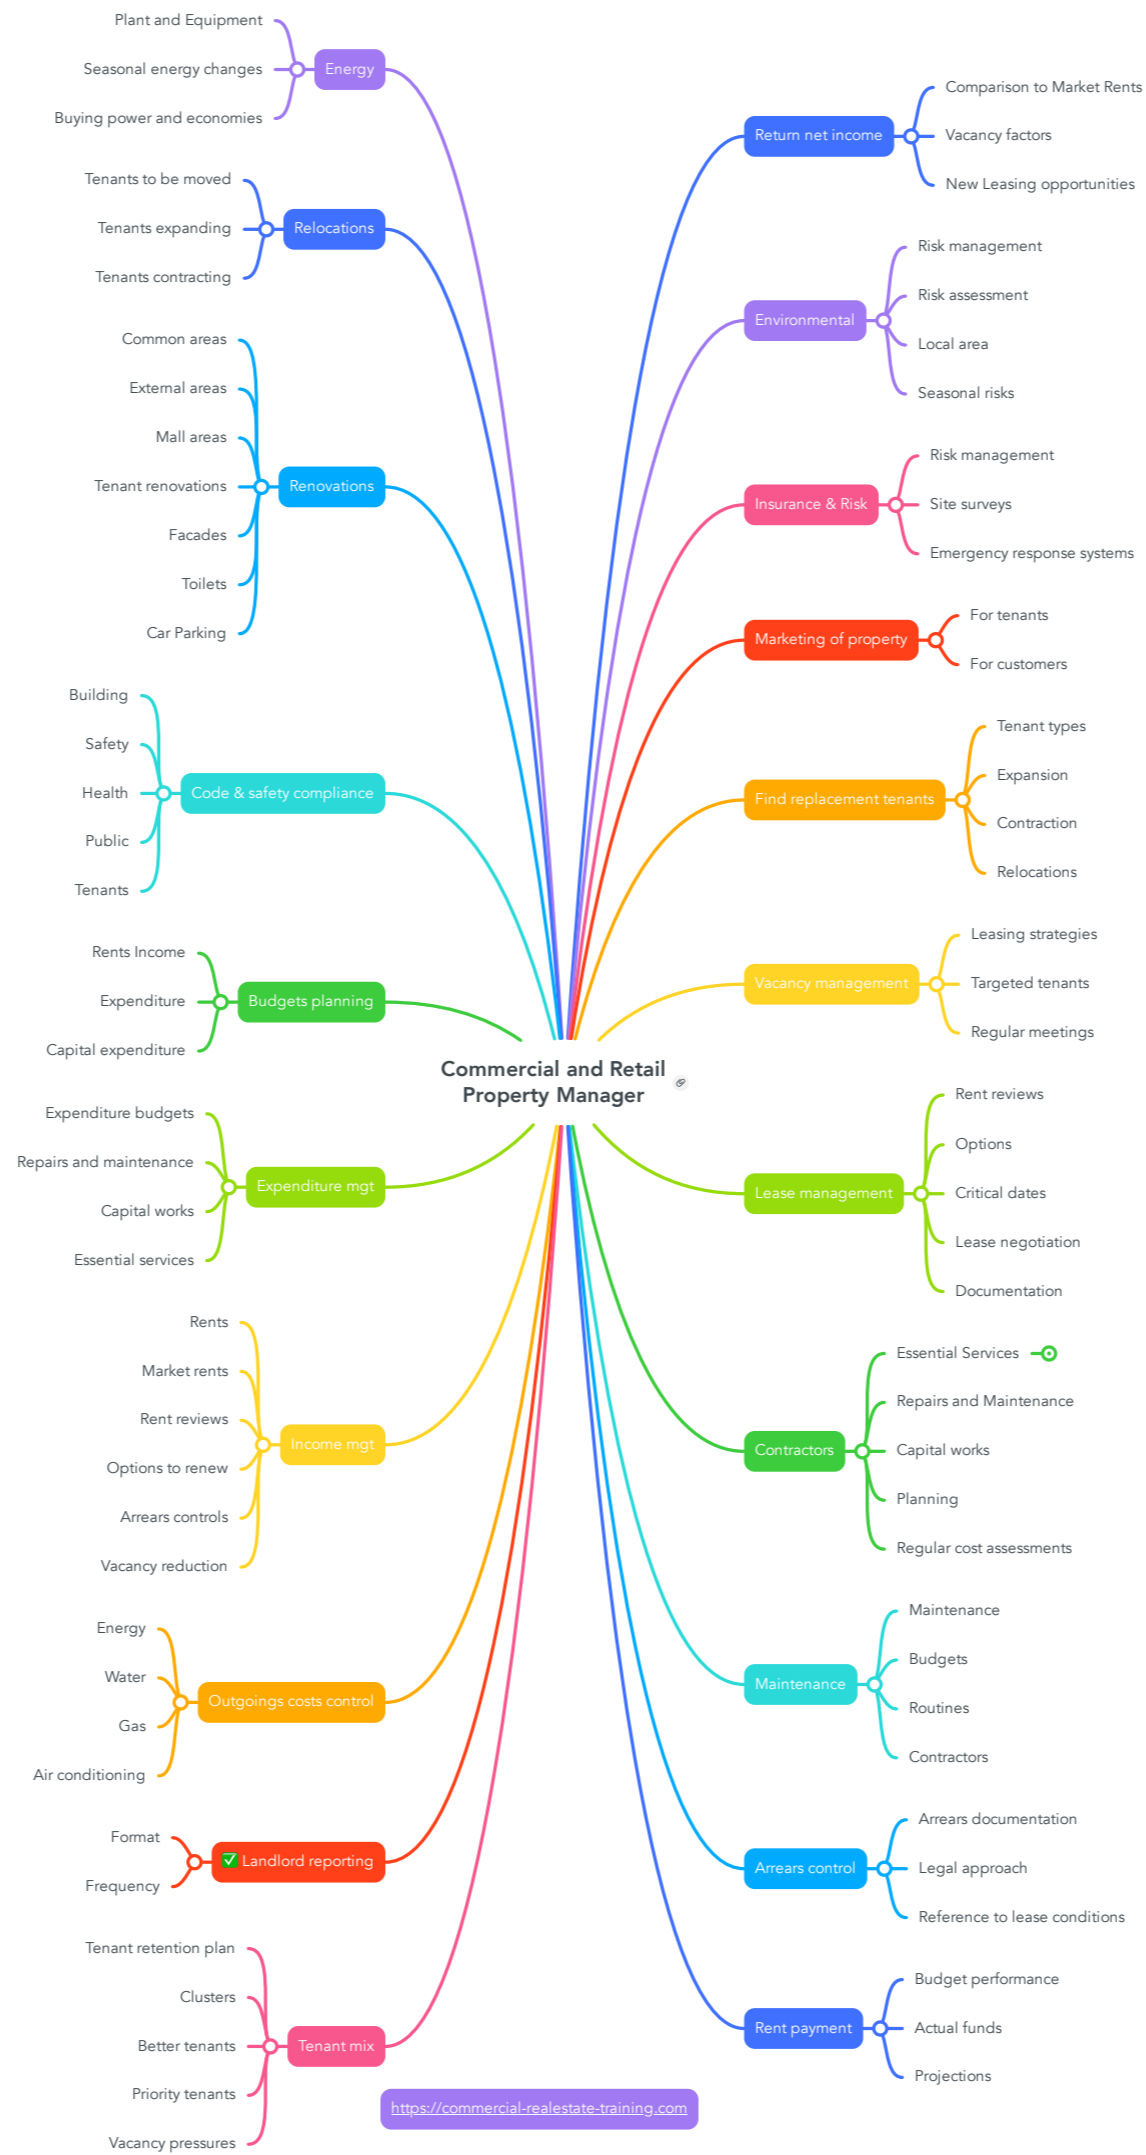 Commercial and Retail
Property Manager
Return net income
Comparison to Market Rents
Vacancy factors
New Leasing opportunities
Environmental
Risk management
Risk assessment
Local area
Seasonal risks
Insurance & Risk
Risk management
Site surveys
Emergency response systems
Marketing of property
For tenants
For customers
Find replacement tenants
Tenant types
Expansion
Contraction
Relocations
Vacancy management
Leasing strategies
Targeted tenants
Regular meetings
Lease management
Rent reviews
Options
Critical dates
Lease negotiation
Documentation
Contractors
Essential Services
Repairs and Maintenance
Capital works
Planning
Regular cost assessments
Maintenance
Maintenance
Budgets
Routines
Contractors
Arrears control
Arrears documentation
Legal approach
Reference to lease conditions
Rent payment
Budget performance
Actual funds
Projections
Energy
Plant and Equipment
Seasonal energy changes
Buying power and economies
Relocations
Tenants to be moved
Tenants expanding
Tenants contracting
Renovations
Common areas
External areas
Mall areas
Tenant renovations
Facades
Toilets
Car Parking
Code & safety compliance
Building
Safety
Health
Public
Tenants
Budgets planning
Rents Income
Expenditure
Capital expenditure
Expenditure mgt
Expenditure budgets
Repairs and maintenance
Capital works
Essential services
Income mgt
Rents
Market rents
Rent reviews
Options to renew
Arrears controls
Vacancy reduction
Outgoings costs control
Energy
Water
Gas
Air conditioning
✅ Landlord reporting
Format
Frequency
Tenant mix
Tenant retention plan
Clusters
Better tenants
Priority tenants
Vacancy pressures
https://commercial-realestate-training.com